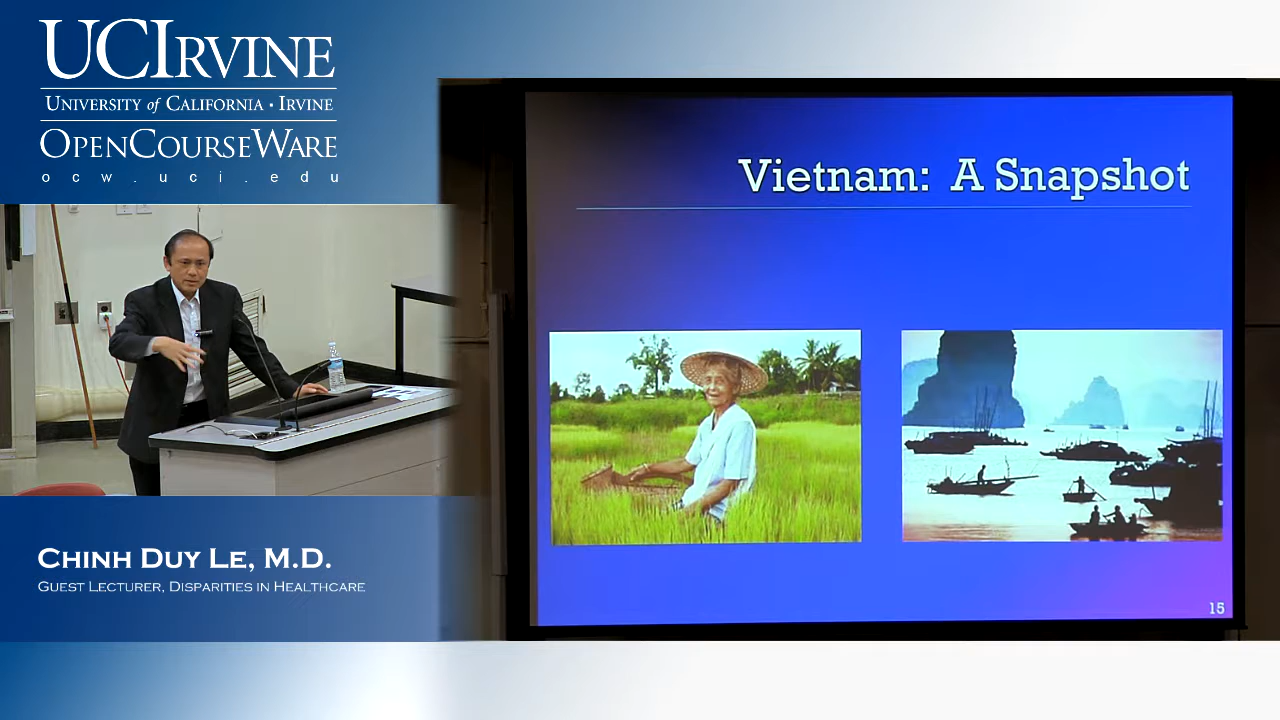 UCIRVINE
UNIVERSITY of CALIFORNIA • IRVINE
OPENCOURSEWARE
ocw.uci.edu
CHINH DUY LE, M.D.
GUEST LECTURER, DISPARITIES IN HEALTHCARE
Vietnam: A Snapshot
15